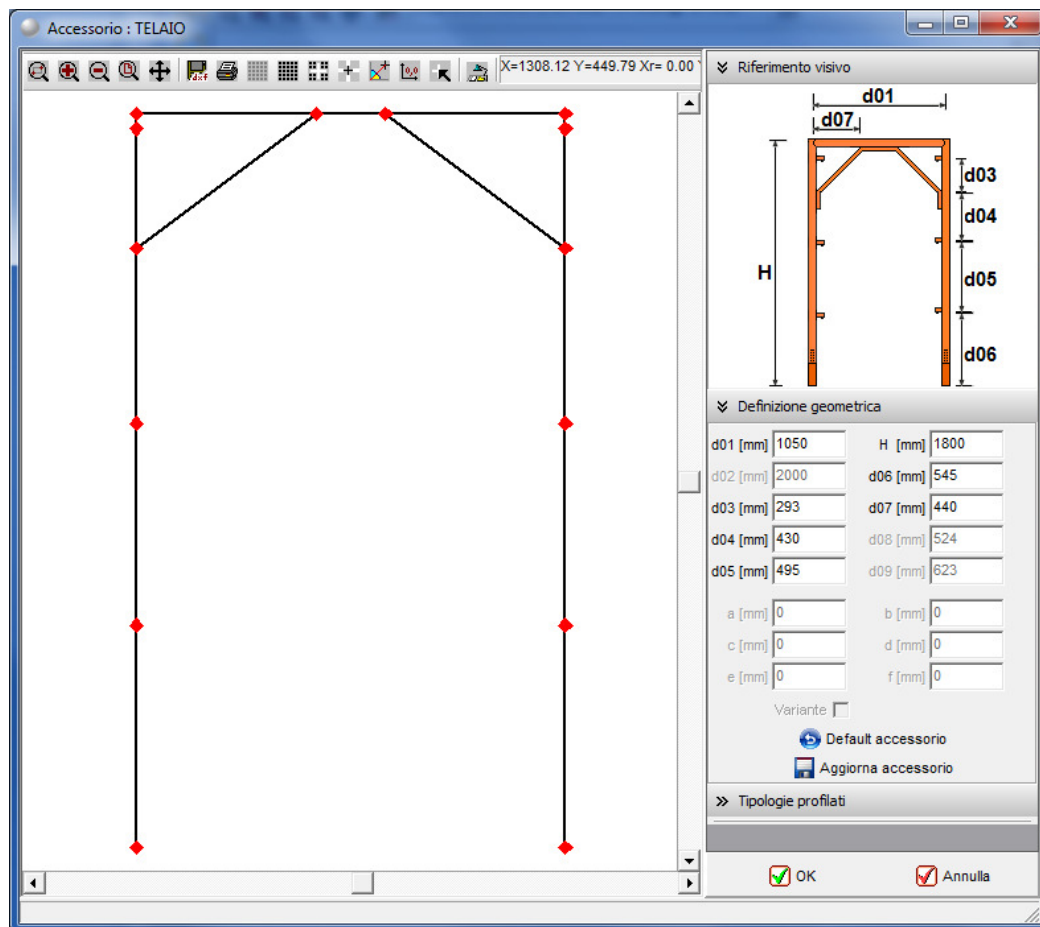 Accessorio : TELAIO
dxf
0,0
X=1308.12 Y=449.79 Xr= 0.00
Riferimento visivo
d01
d07
d03
d04
H
d05
d06
Definizione geometrica
d01 [mm] 1050 H [mm] 1800
d02 [mm] 2000 d06 [mm] 545
d03 [mm] 293 d07 [mm] 440
d04 [mm] 430 d08 [mm] 524
d05 [mm] 495 d09 [mm] 623
a [mm] 0 b [mm] 0
c [mm] 0 d [mm] 0
e [mm] 0 f [mm] 0
Variante
Default accessorio
Aggiorna accessorio
Tipologie profilati
OK Annulla